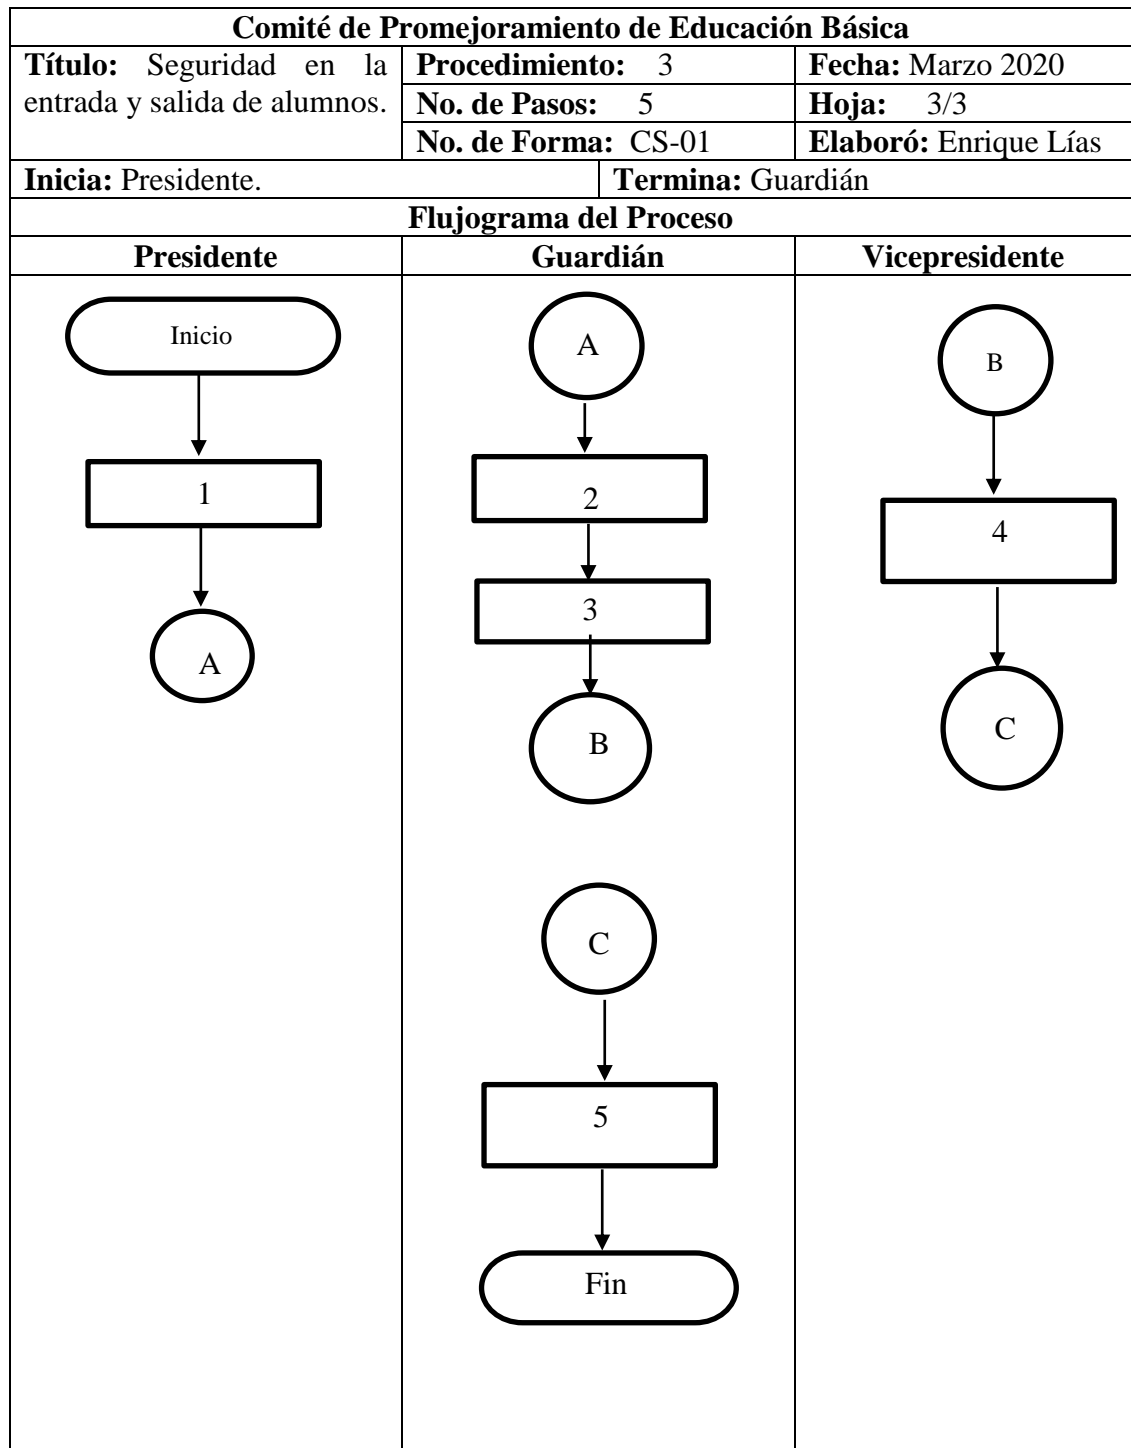 Comité de Promejoramiento de Educación Básica
Título: Seguridad en la
entrada y salida de alumnos.
Procedimiento: 3
Fecha: Marzo 2020
No. de Pasos: 5
Hoja: 3/3
No. de Forma: CS-01
Elaboró: Enrique Lías
Inicia: Presidente.
Termina: Guardián
Flujograma del Proceso
Presidente
Guardián
Vicepresidente
Inicio
1
A
A
2
3
B
B
4
C
C
5
Fin